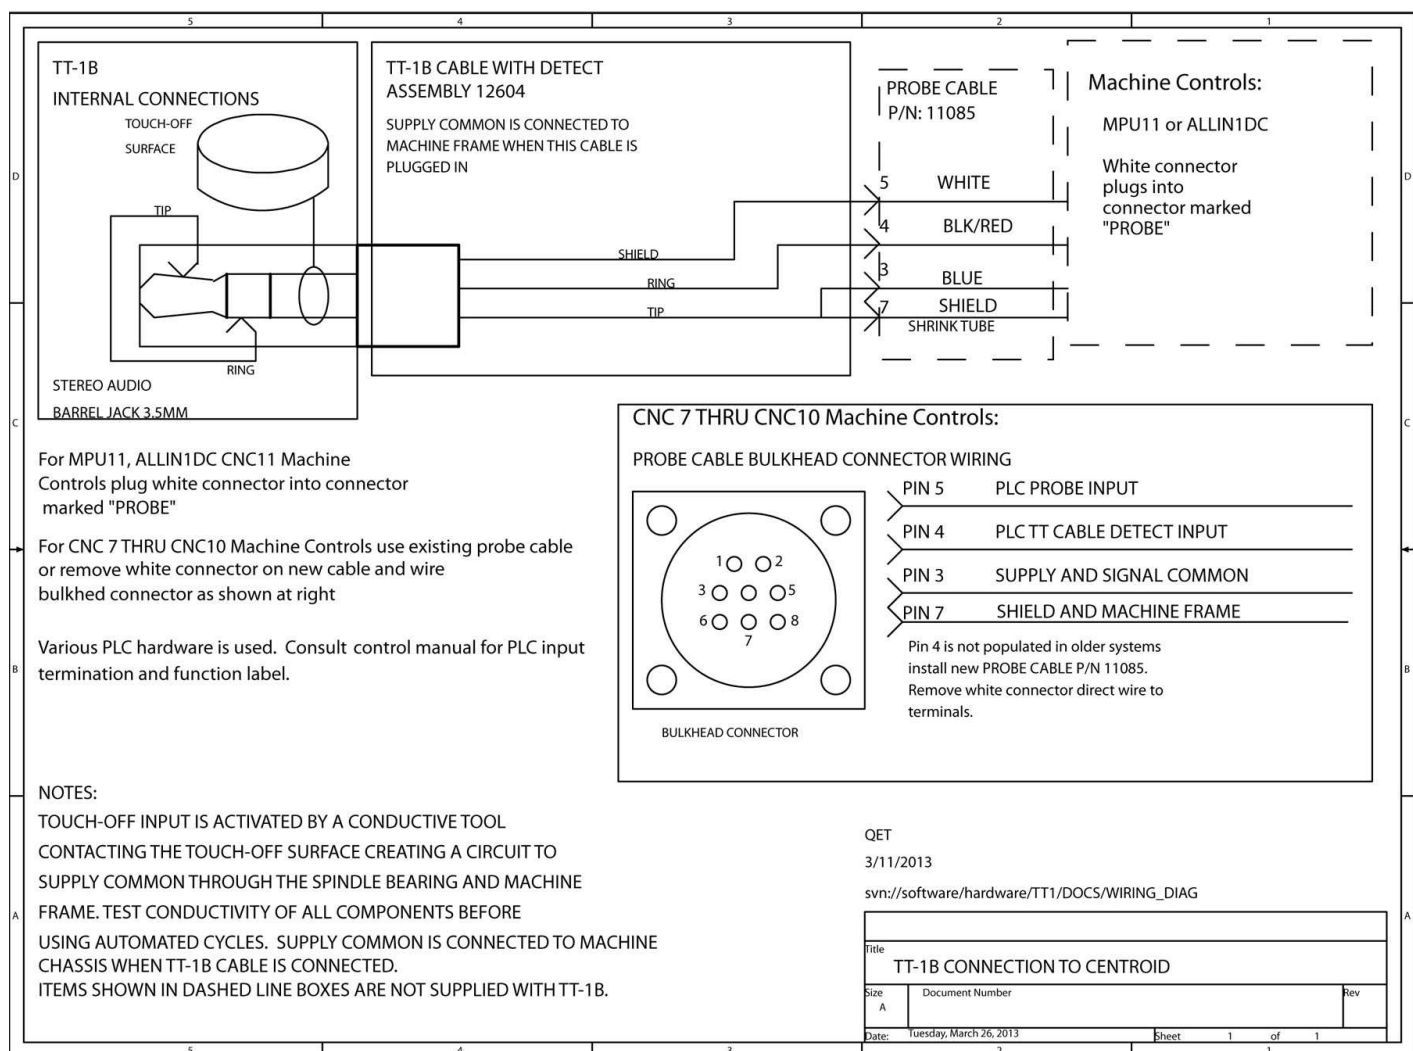 5 4 3 2 1
TT-1B
INTERNAL CONNECTIONS
TOUCH-OFF
SURFACE
TIP
RING
STEREO AUDIO
BARREL JACK 3.5MM
TT-1B CABLE WITH DETECT
ASSEMBLY 12604
SUPPLY COMMON IS CONNECTED TO
MACHINE FRAME WHEN THIS CABLE IS
PLUGGED IN
SHIELD
RING
TIP
PROBE CABLE
P/N: 11085
5 WHITE
4 BLK/RED
3 BLUE
7 SHIELD
SHRINK TUBE
Machine Controls:
MPU11 or ALLIN1DC
White connector
plugs into
connector marked
"PROBE"
D D
C C
B B
A A
For MPU11, ALLIN1DC CNC11 Machine
Controls plug white connector into connector
marked "PROBE"
For CNC 7 THRU CNC10 Machine Controls use existing probe cable
or remove white connector on new cable and wire
bulkhed connector as shown at right
Various PLC hardware is used. Consult control manual for PLC input
termination and function label.
CNC 7 THRU CNC10 Machine Controls:
PROBE CABLE BULKHEAD CONNECTOR WIRING
1 2
3 5
6 8
7
BULKHEAD CONNECTOR
PIN 5 PLC PROBE INPUT
PIN 4 PLC TT CABLE DETECT INPUT
PIN 3 SUPPLY AND SIGNAL COMMON
PIN 7 SHIELD AND MACHINE FRAME
Pin 4 is not populated in older systems
install new PROBE CABLE P/N 11085.
Remove white connector direct wire to
terminals.
NOTES:
TOUCH-OFF INPUT IS ACTIVATED BY A CONDUCTIVE TOOL
CONTACTING THE TOUCH-OFF SURFACE CREATING A CIRCUIT TO
SUPPLY COMMON THROUGH THE SPINDLE BEARING AND MACHINE
FRAME. TEST CONDUCTIVITY OF ALL COMPONENTS BEFORE
USING AUTOMATED CYCLES. SUPPLY COMMON IS CONNECTED TO MACHINE
CHASSIS WHEN TT-1B CABLE IS CONNECTED.
ITEMS SHOWN IN DASHED LINE BOXES ARE NOT SUPPLIED WITH TT-1B.
QET
3/11/2013
svn://software/hardware/TT1/DOCS/WIRING_DIAG
Title
TT-1B CONNECTION TO CENTROID
Size Document Number Rev
A
Date: Tuesday, March 26, 2013 Sheet 1 of 1
5 4 3 2 1